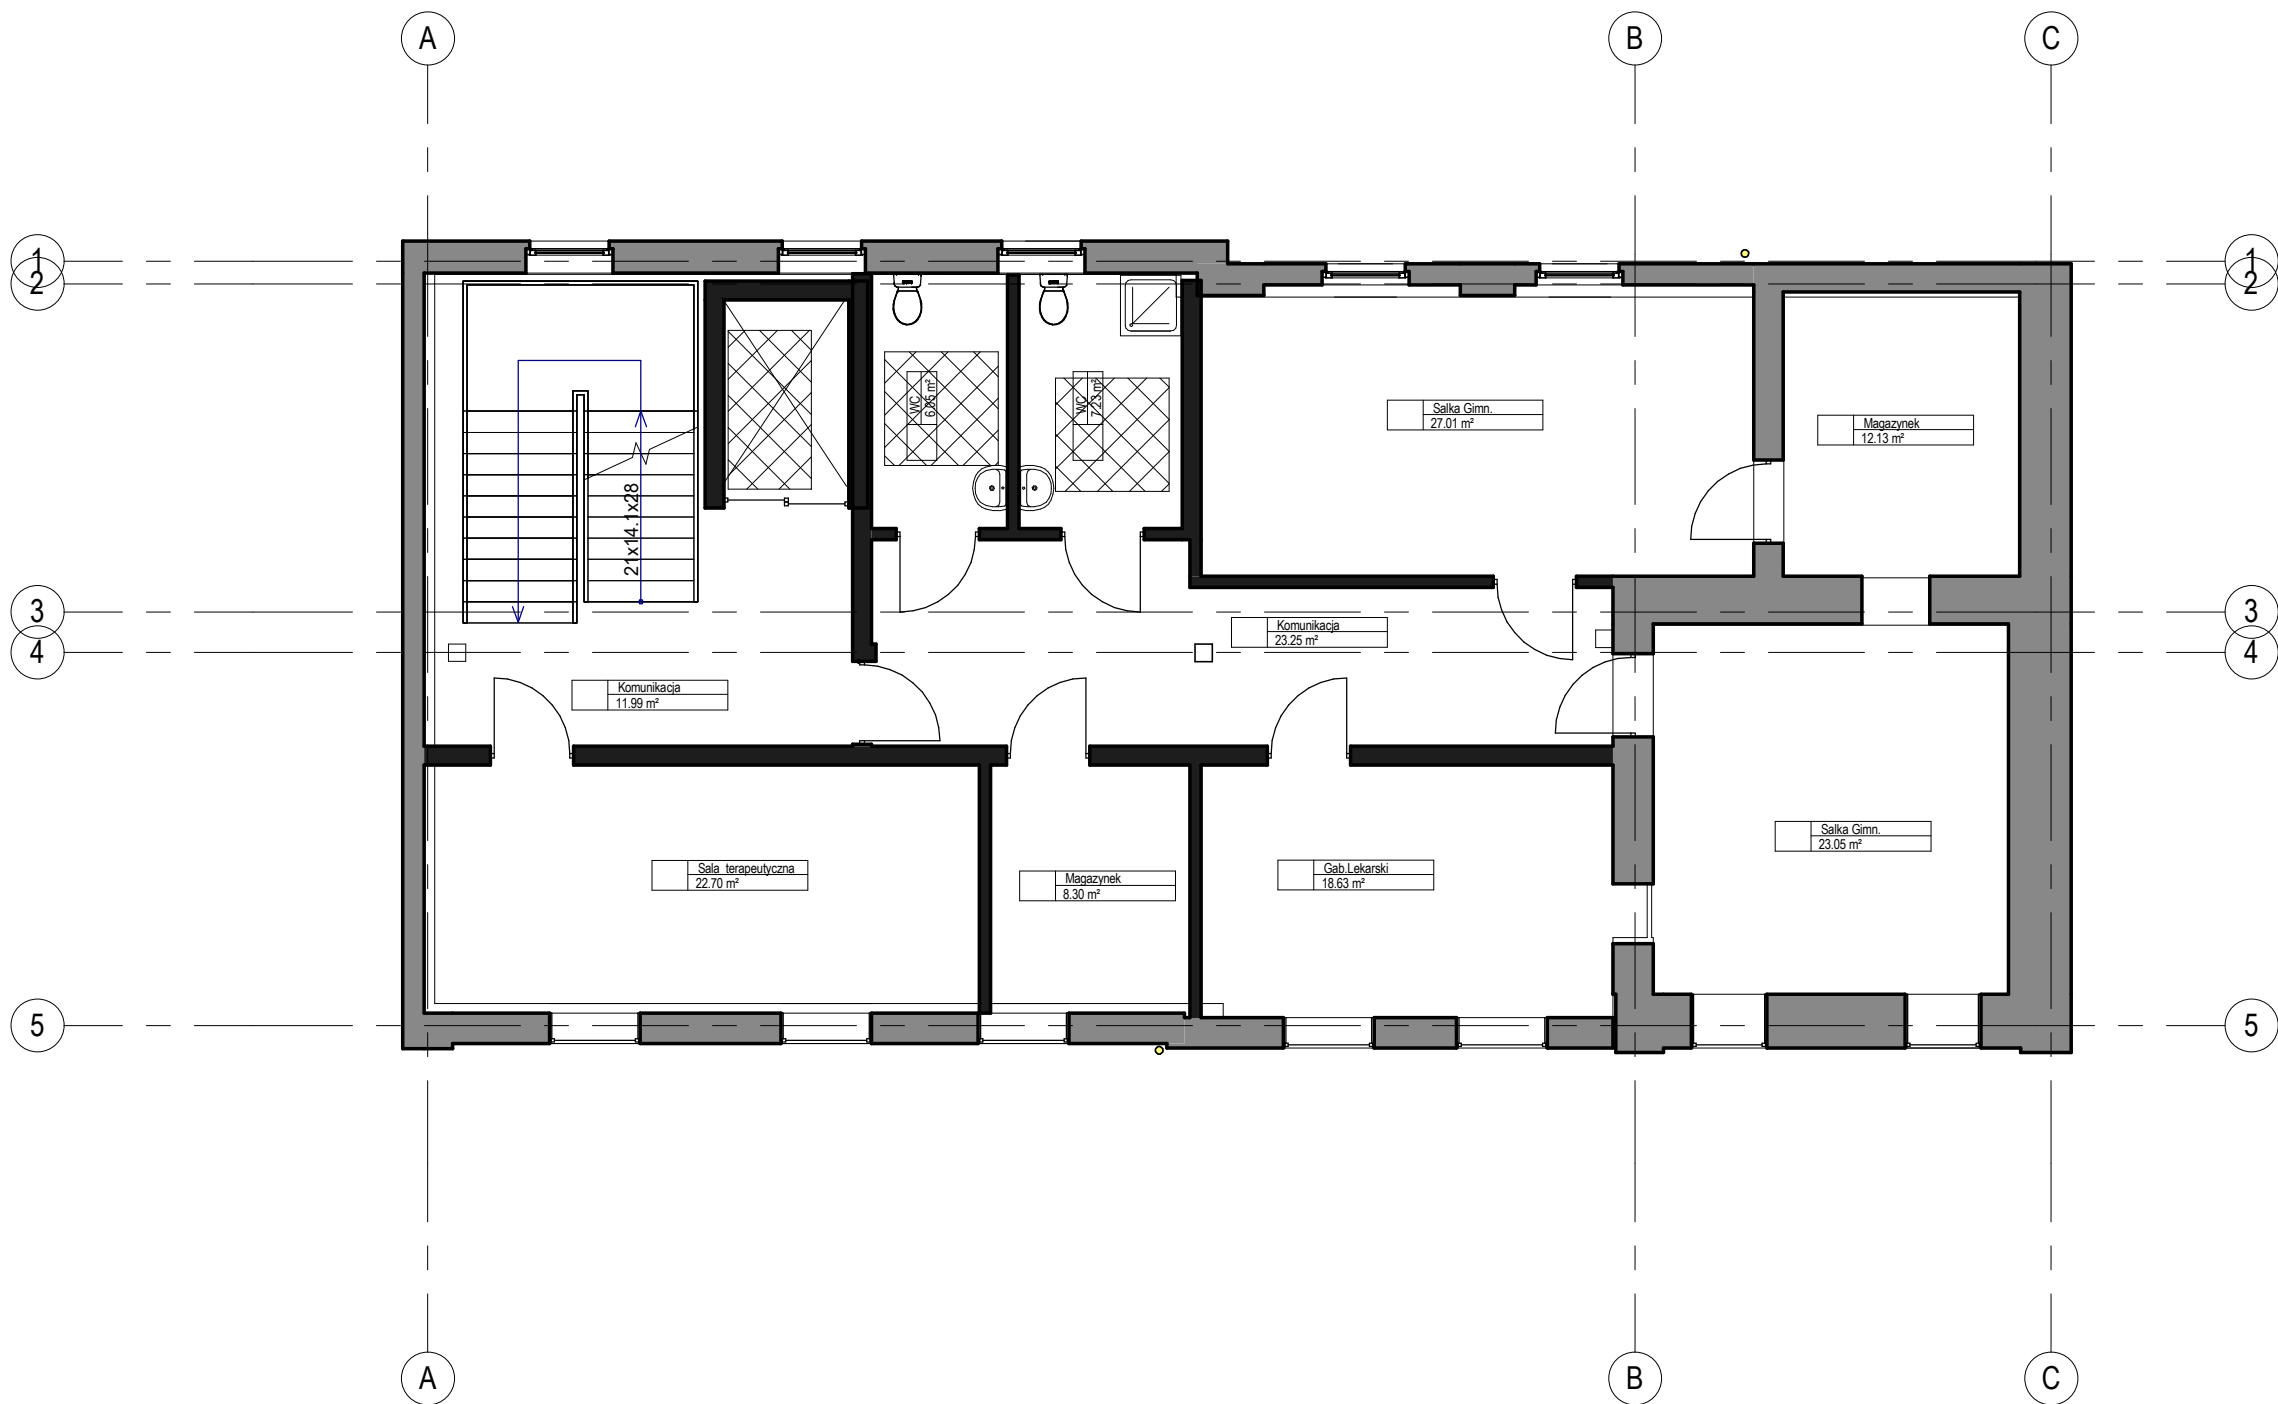 A
B
C
1
1
2
2
WC
6.05 m²
WC
7.23 m²
Salka Gimn.
27.01 m²
Magazynek
12.13 m²
21x14.1x28
3
3
4
4
Komunikacja
23.25 m²
Komunikacja
11.99 m²
Salka Gimn.
23.05 m²
Sala terapeutyczna
22.70 m²
Magazynek
8.30 m²
Gab.Lekarski
18.63 m²
5
5
A
B
C